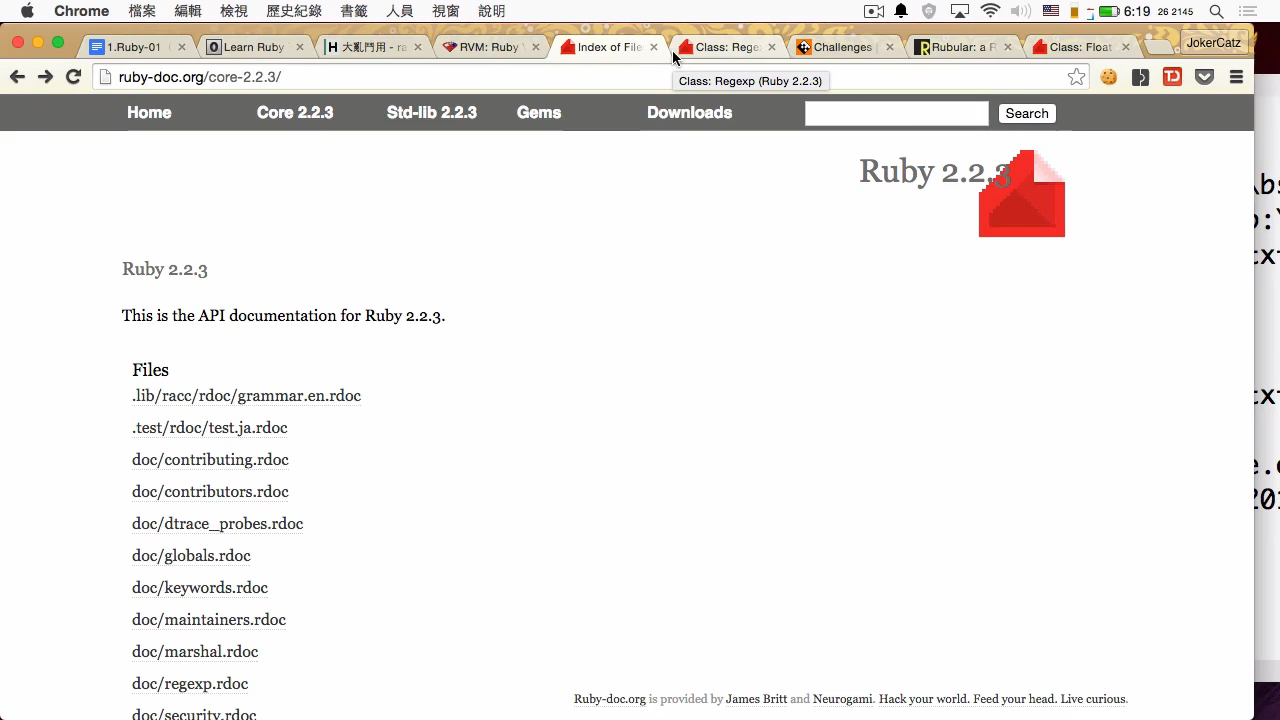 Chrome 檔案 編輯 檢視 歷史紀錄 書籤 人員 視窗 說明 6:19 26 2145
1.Ruby-01 Learn Ruby 大亂鬥用 - ra RVM: Ruby Index of File Class: Rege Challenges Rubular: a Class: Float JokerCatz
ruby-doc.org/core-2.2.3/
Class: Regexp (Ruby 2.2.3)
Home Core 2.2.3 Std-lib 2.2.3 Gems Downloads Search
Ruby 2.2.3
Ruby 2.2.3
This is the API documentation for Ruby 2.2.3.
Files
.lib/racc/rdoc/grammar.en.rdoc
.test/rdoc/test.ja.rdoc
doc/contributing.rdoc
doc/contributors.rdoc
doc/dtrace_probes.rdoc
doc/globals.rdoc
doc/keywords.rdoc
doc/maintainers.rdoc
doc/marshal.rdoc
doc/regexp.rdoc
doc/security.rdoc
Ruby-doc.org is provided by James Britt and Neurogami. Hack your world. Feed your head. Live curious.